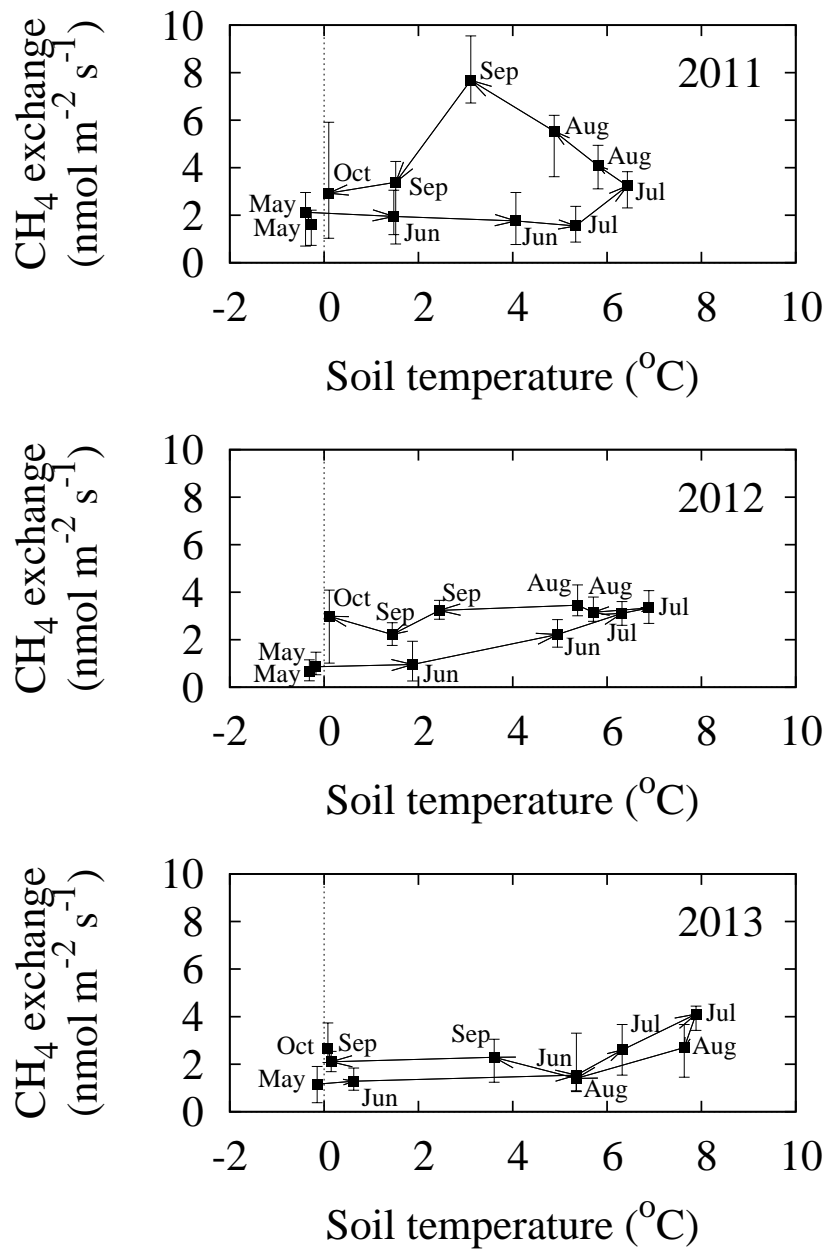 CH4 exchange
(nmol m-2 s-1)
10
8
6
4
2
0
2011
Sep
Aug
Aug
Jul
Oct
Sep
May
May
Jun
Jun
Jul
-2 0 2 4 6 8 10
Soil temperature (oC)
CH4 exchange
(nmol m-2 s-1)
10
8
6
4
2
0
2012
Oct
Sep
Sep
Aug
Aug
Jul
May
May
Jun
Jun
Jul
-2 0 2 4 6 8 10
Soil temperature (oC)
CH4 exchange
(nmol m-2 s-1)
10
8
6
4
2
0
2013
Oct
Sep
Sep
Jun
Jul
Jul
May
Jun
Aug
Aug
-2 0 2 4 6 8 10
Soil temperature (oC)